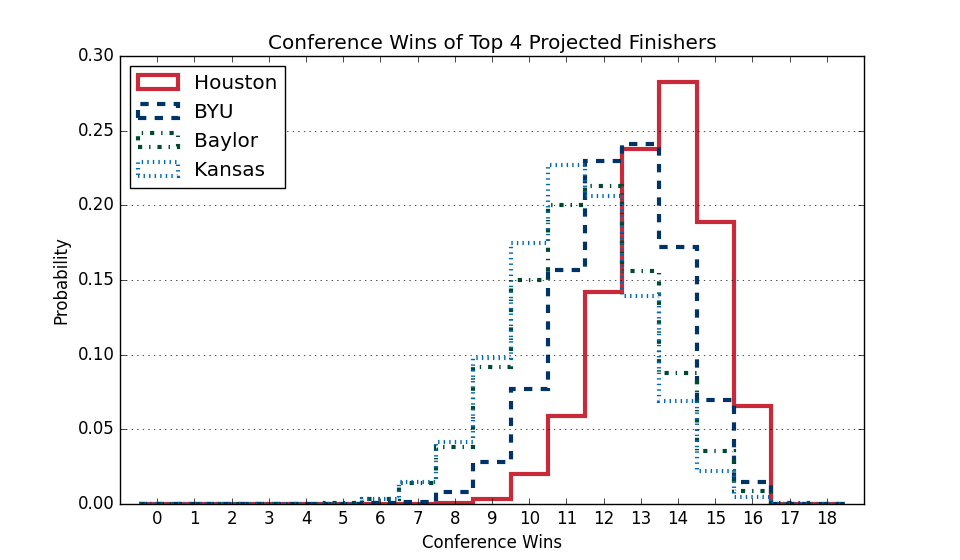 Conference Wins of Top 4 Projected Finishers
Houston
BYU
Baylor
Kansas
0.30
0.25
0.20
0.15
0.10
0.05
0.00
Probability
0 1 2 3 4 5 6 7 8 9 10 11 12 13 14 15 16 17 18
Conference Wins